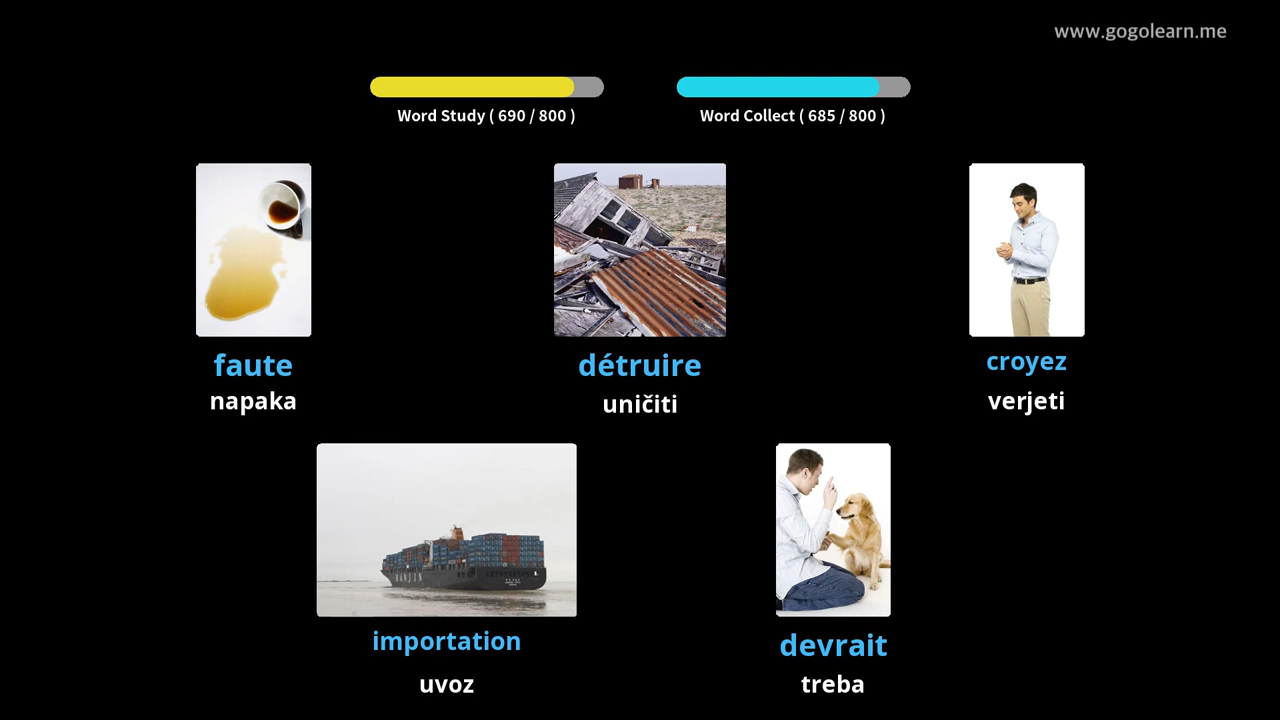 www.gogolearn.me
Word Study ( 690 / 800 )
Word Collect ( 685 / 800 )
faute
napaka
détruire
uničiti
croyez
verjeti
importation
uvoz
devrait
treba